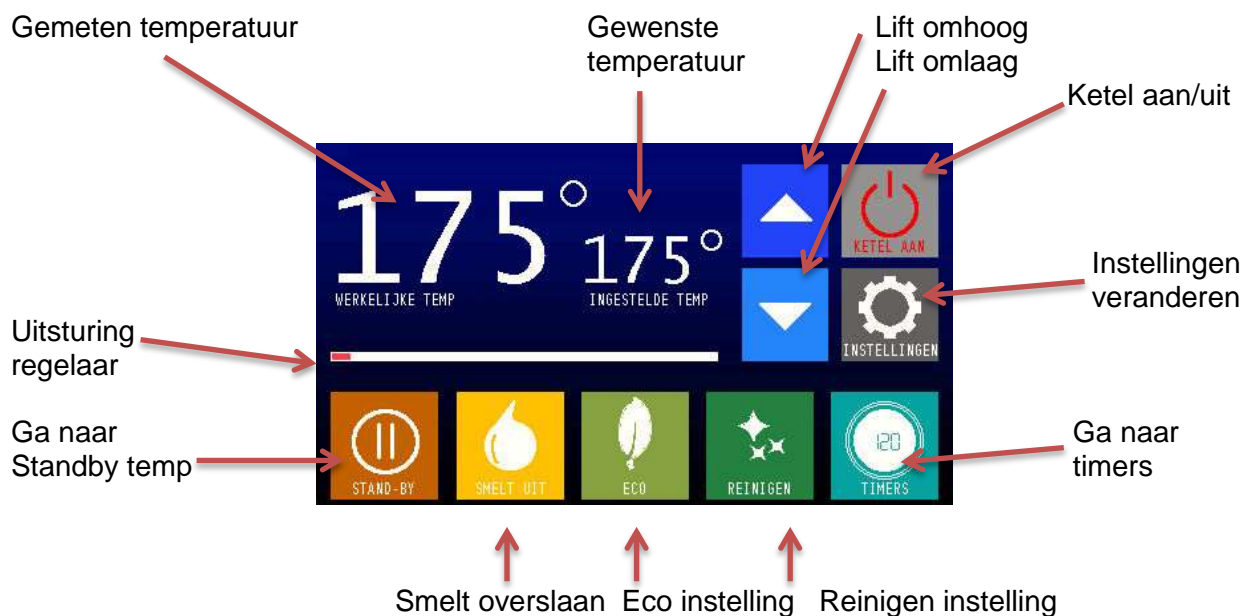 Gemeten temperatuur
Gewenste
temperatuur
Lift omhoog
Lift omlaag
Ketel aan/uit
175°
175°
WERKELIJKE TEMP
INGESTELDE TEMP
KETEL AAN
Instellingen
veranderen
INSTELLINGEN
Uitsturing
regelaar
Ga naar
Standby temp
STAND-BY
SMELT UIT
ECO
REINIGEN
120
TIMERS
Ga naar
timers
Smelt overslaan
Eco instelling
Reinigen instelling